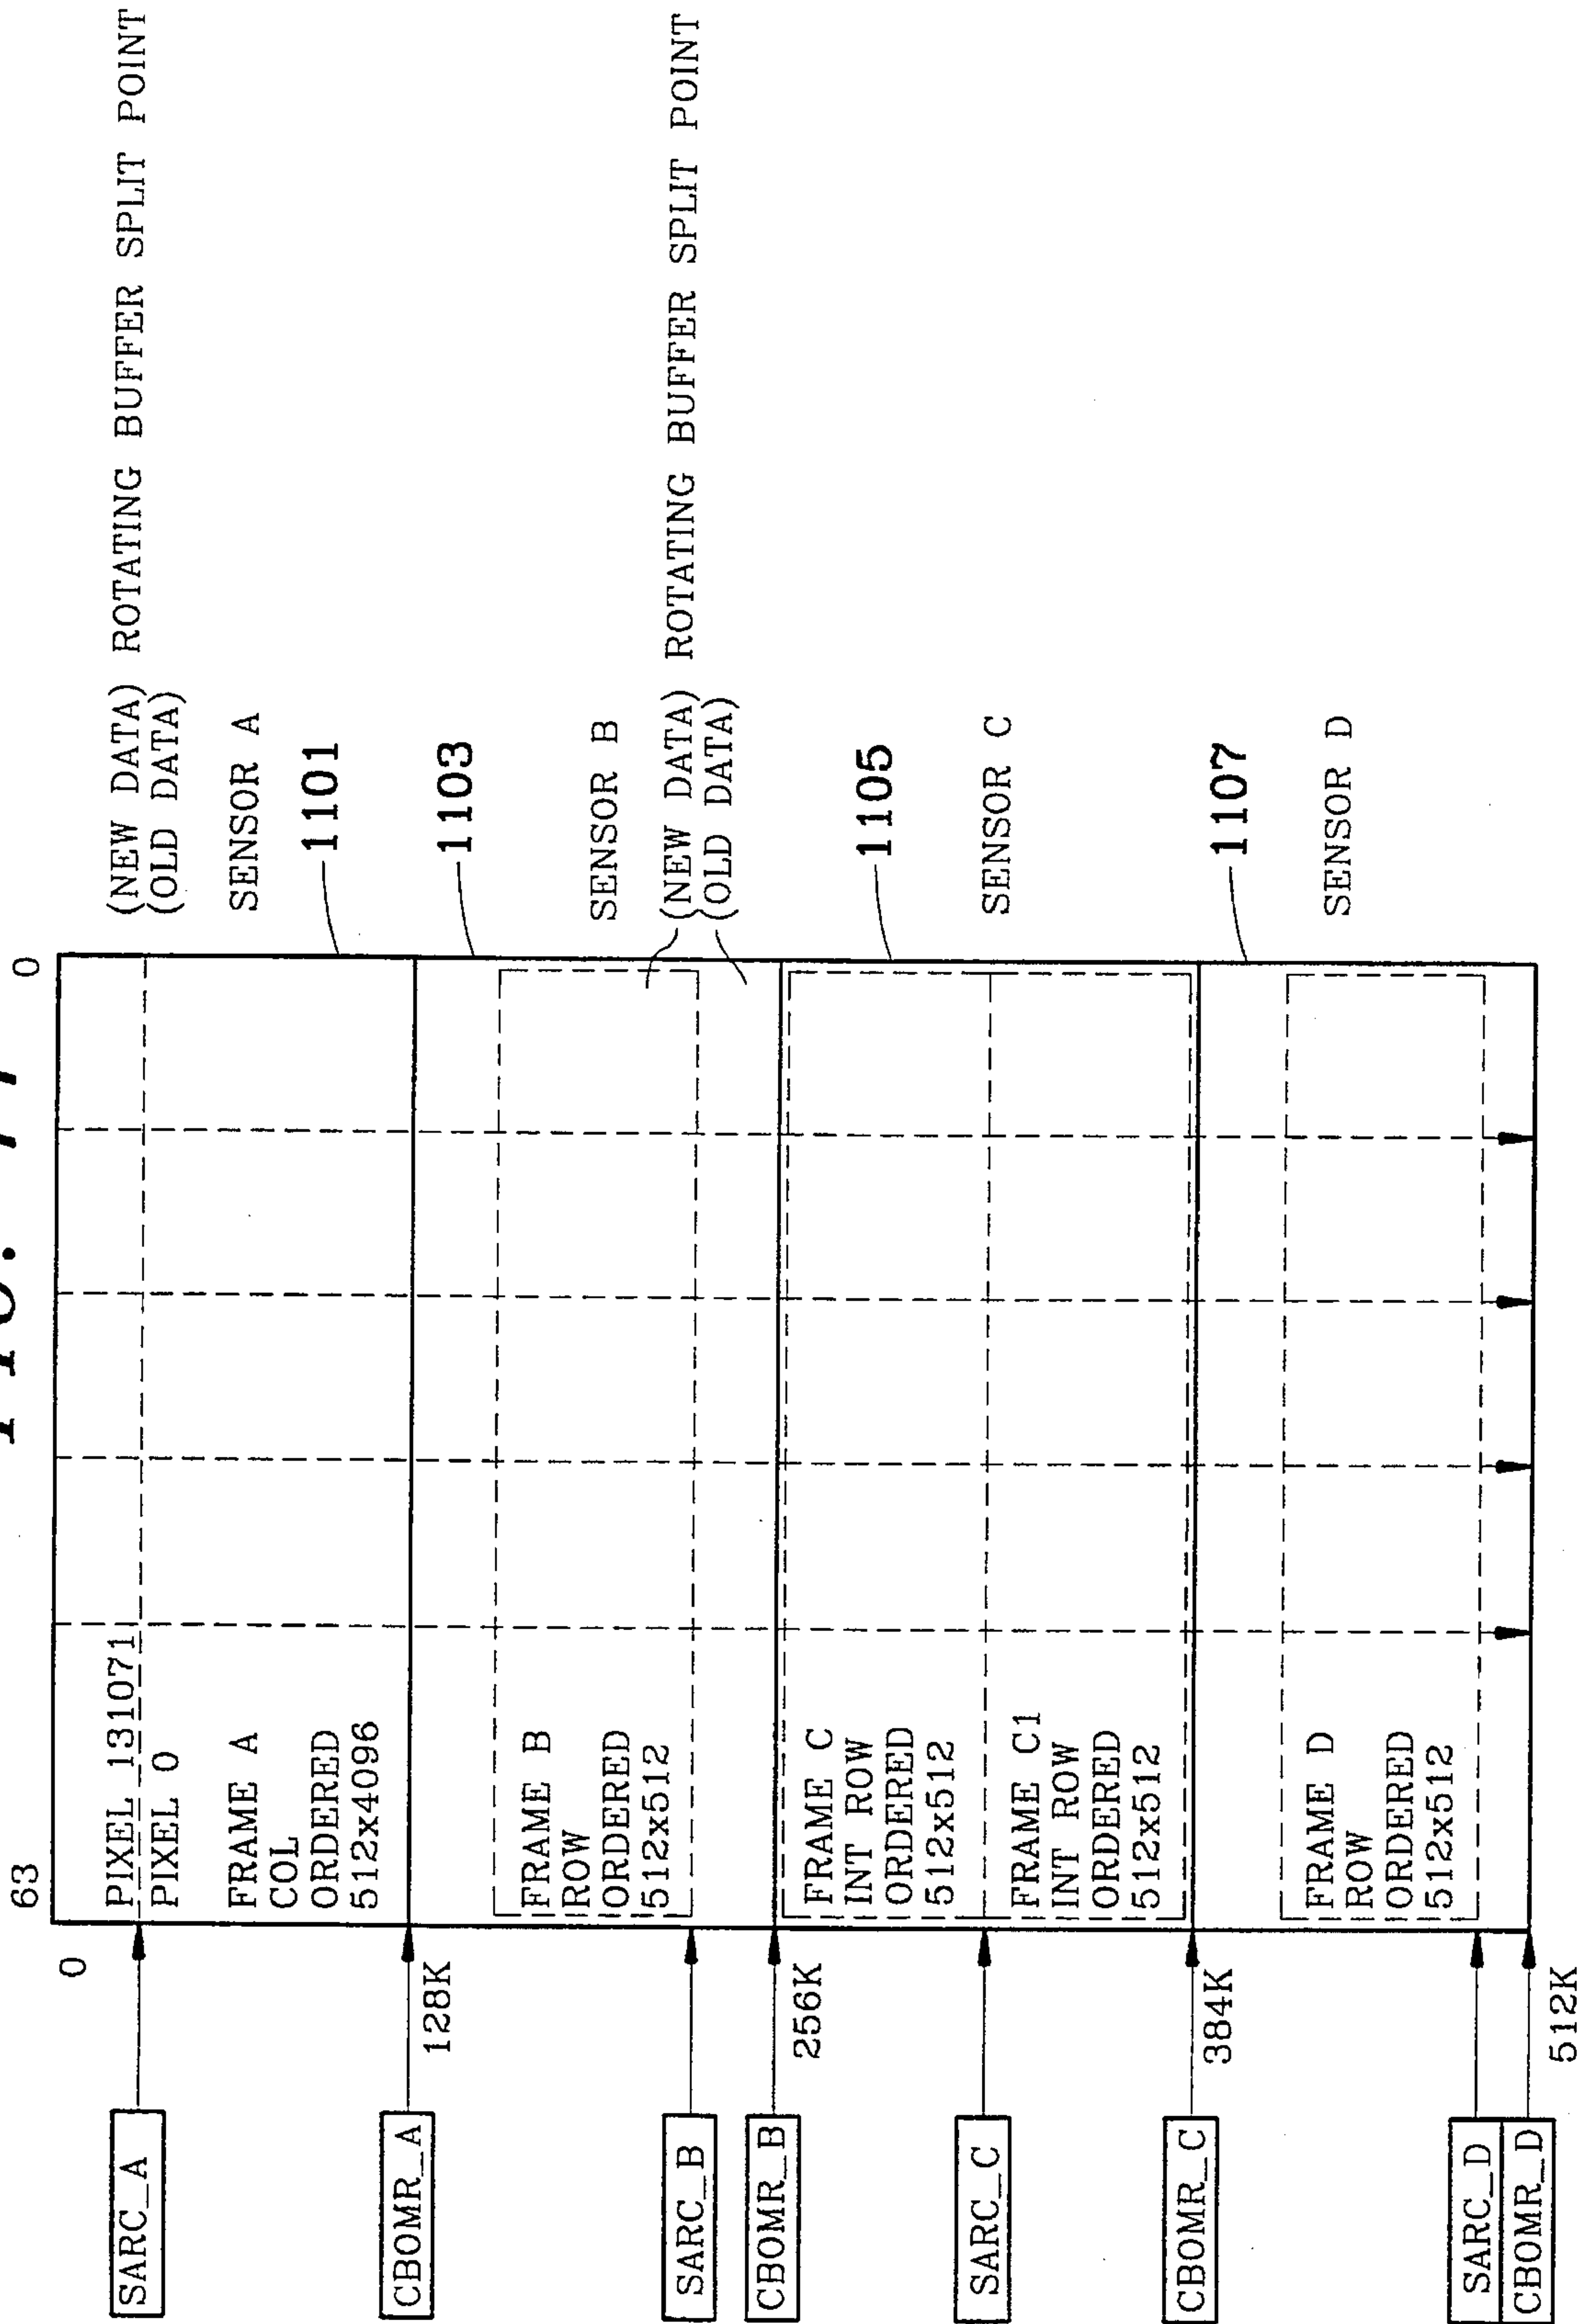 FIG. 11
63
0
0
SARC_A
PIXEL 131071
PIXEL 0
(NEW DATA) ROTATING BUFFER SPLIT POINT
(OLD DATA)
FRAME A
COL
ORDERED
512x4096
SENSOR A
1101
CBOMR_A
128K
1103
FRAME B
ROW
ORDERED
512x512
SENSOR B
SARC_B
(NEW DATA) ROTATING BUFFER SPLIT POINT
(OLD DATA)
CBOMR_B
256K
FRAME C
INT ROW
ORDERED
512x512
1105
SARC_C
SENSOR C
FRAME C1
INT ROW
ORDERED
512x512
CBOMR_C
384K
1107
FRAME D
ROW
ORDERED
512x512
SENSOR D
SARC_D
CBOMR_D
512K